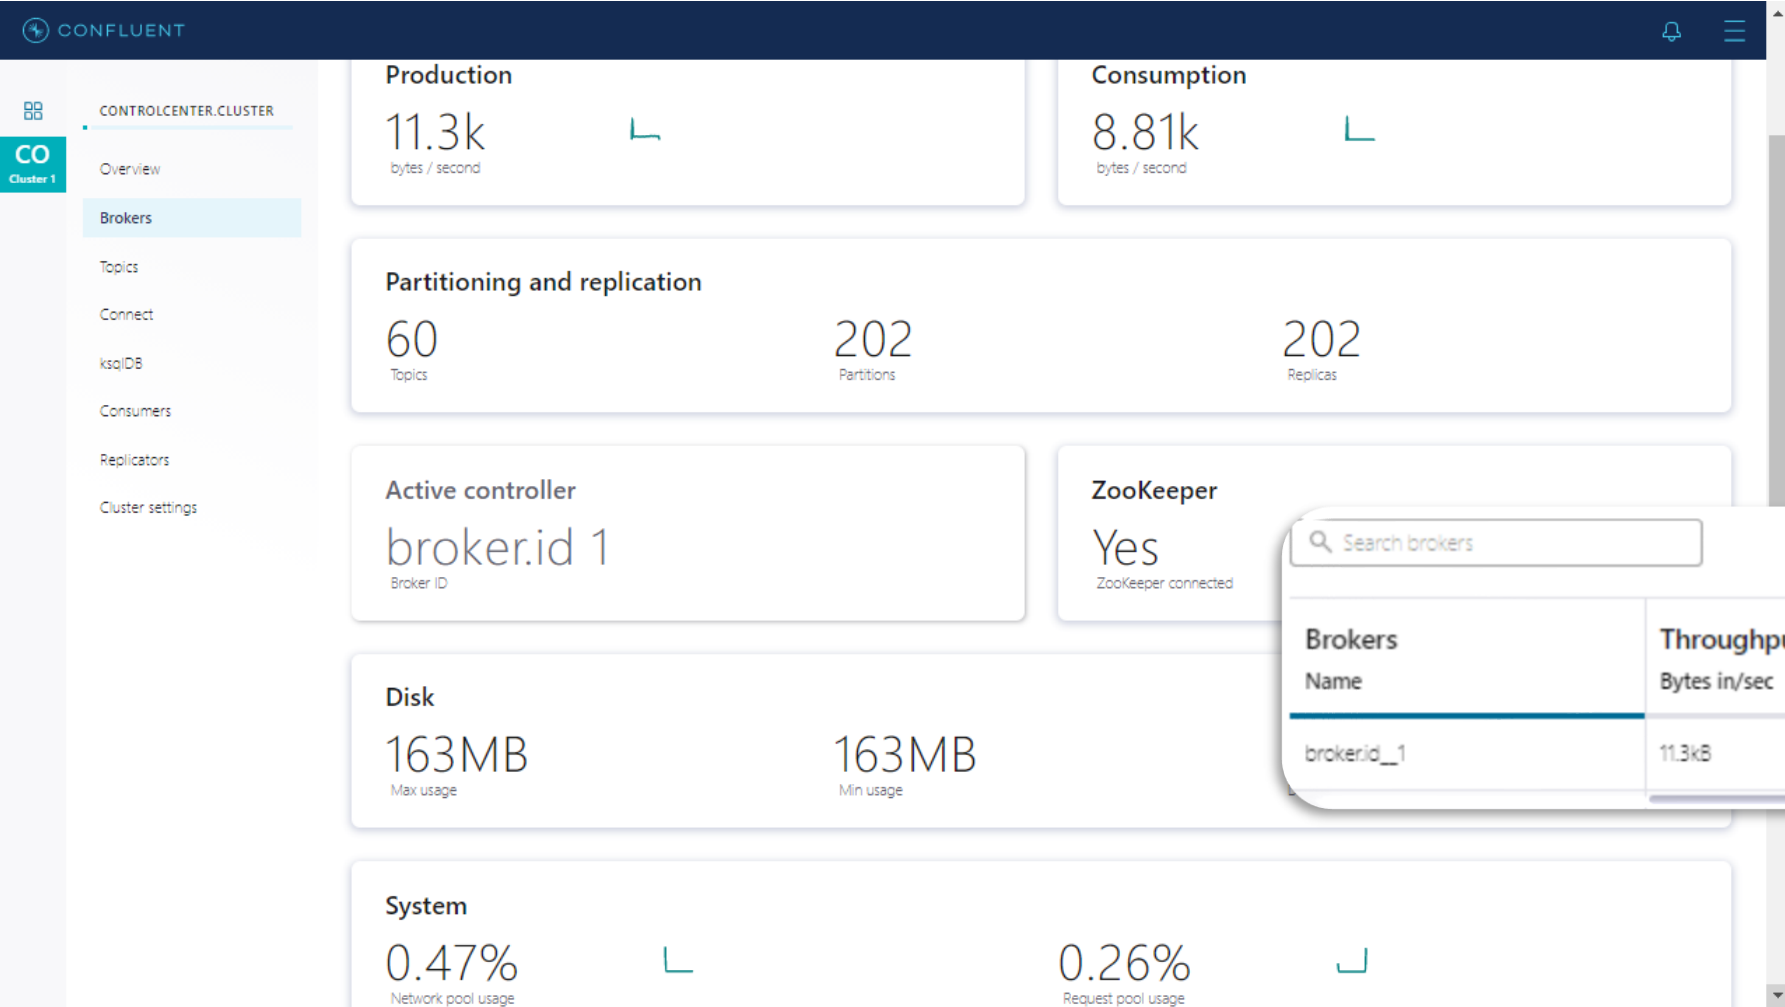 CONFLUENT
CO
Cluster 1
CONTROLCENTER.CLUSTER
Overview
Brokers
Topics
Connect
ksqlDB
Consumers
Replicators
Cluster settings
Production
11.3k
bytes / second
Consumption
8.81k
bytes / second
Partitioning and replication
60
Topics
202
Partitions
202
Replicas
Active controller
broker.id 1
Broker ID
ZooKeeper
Yes
ZooKeeper connected
Disk
163MB
Max usage
163MB
Min usage
Search brokers
Brokers
Name
broker.id__1
Throughpu
Bytes in/sec
11.3kB
System
0.47%
Network pool usage
0.26%
Request pool usage